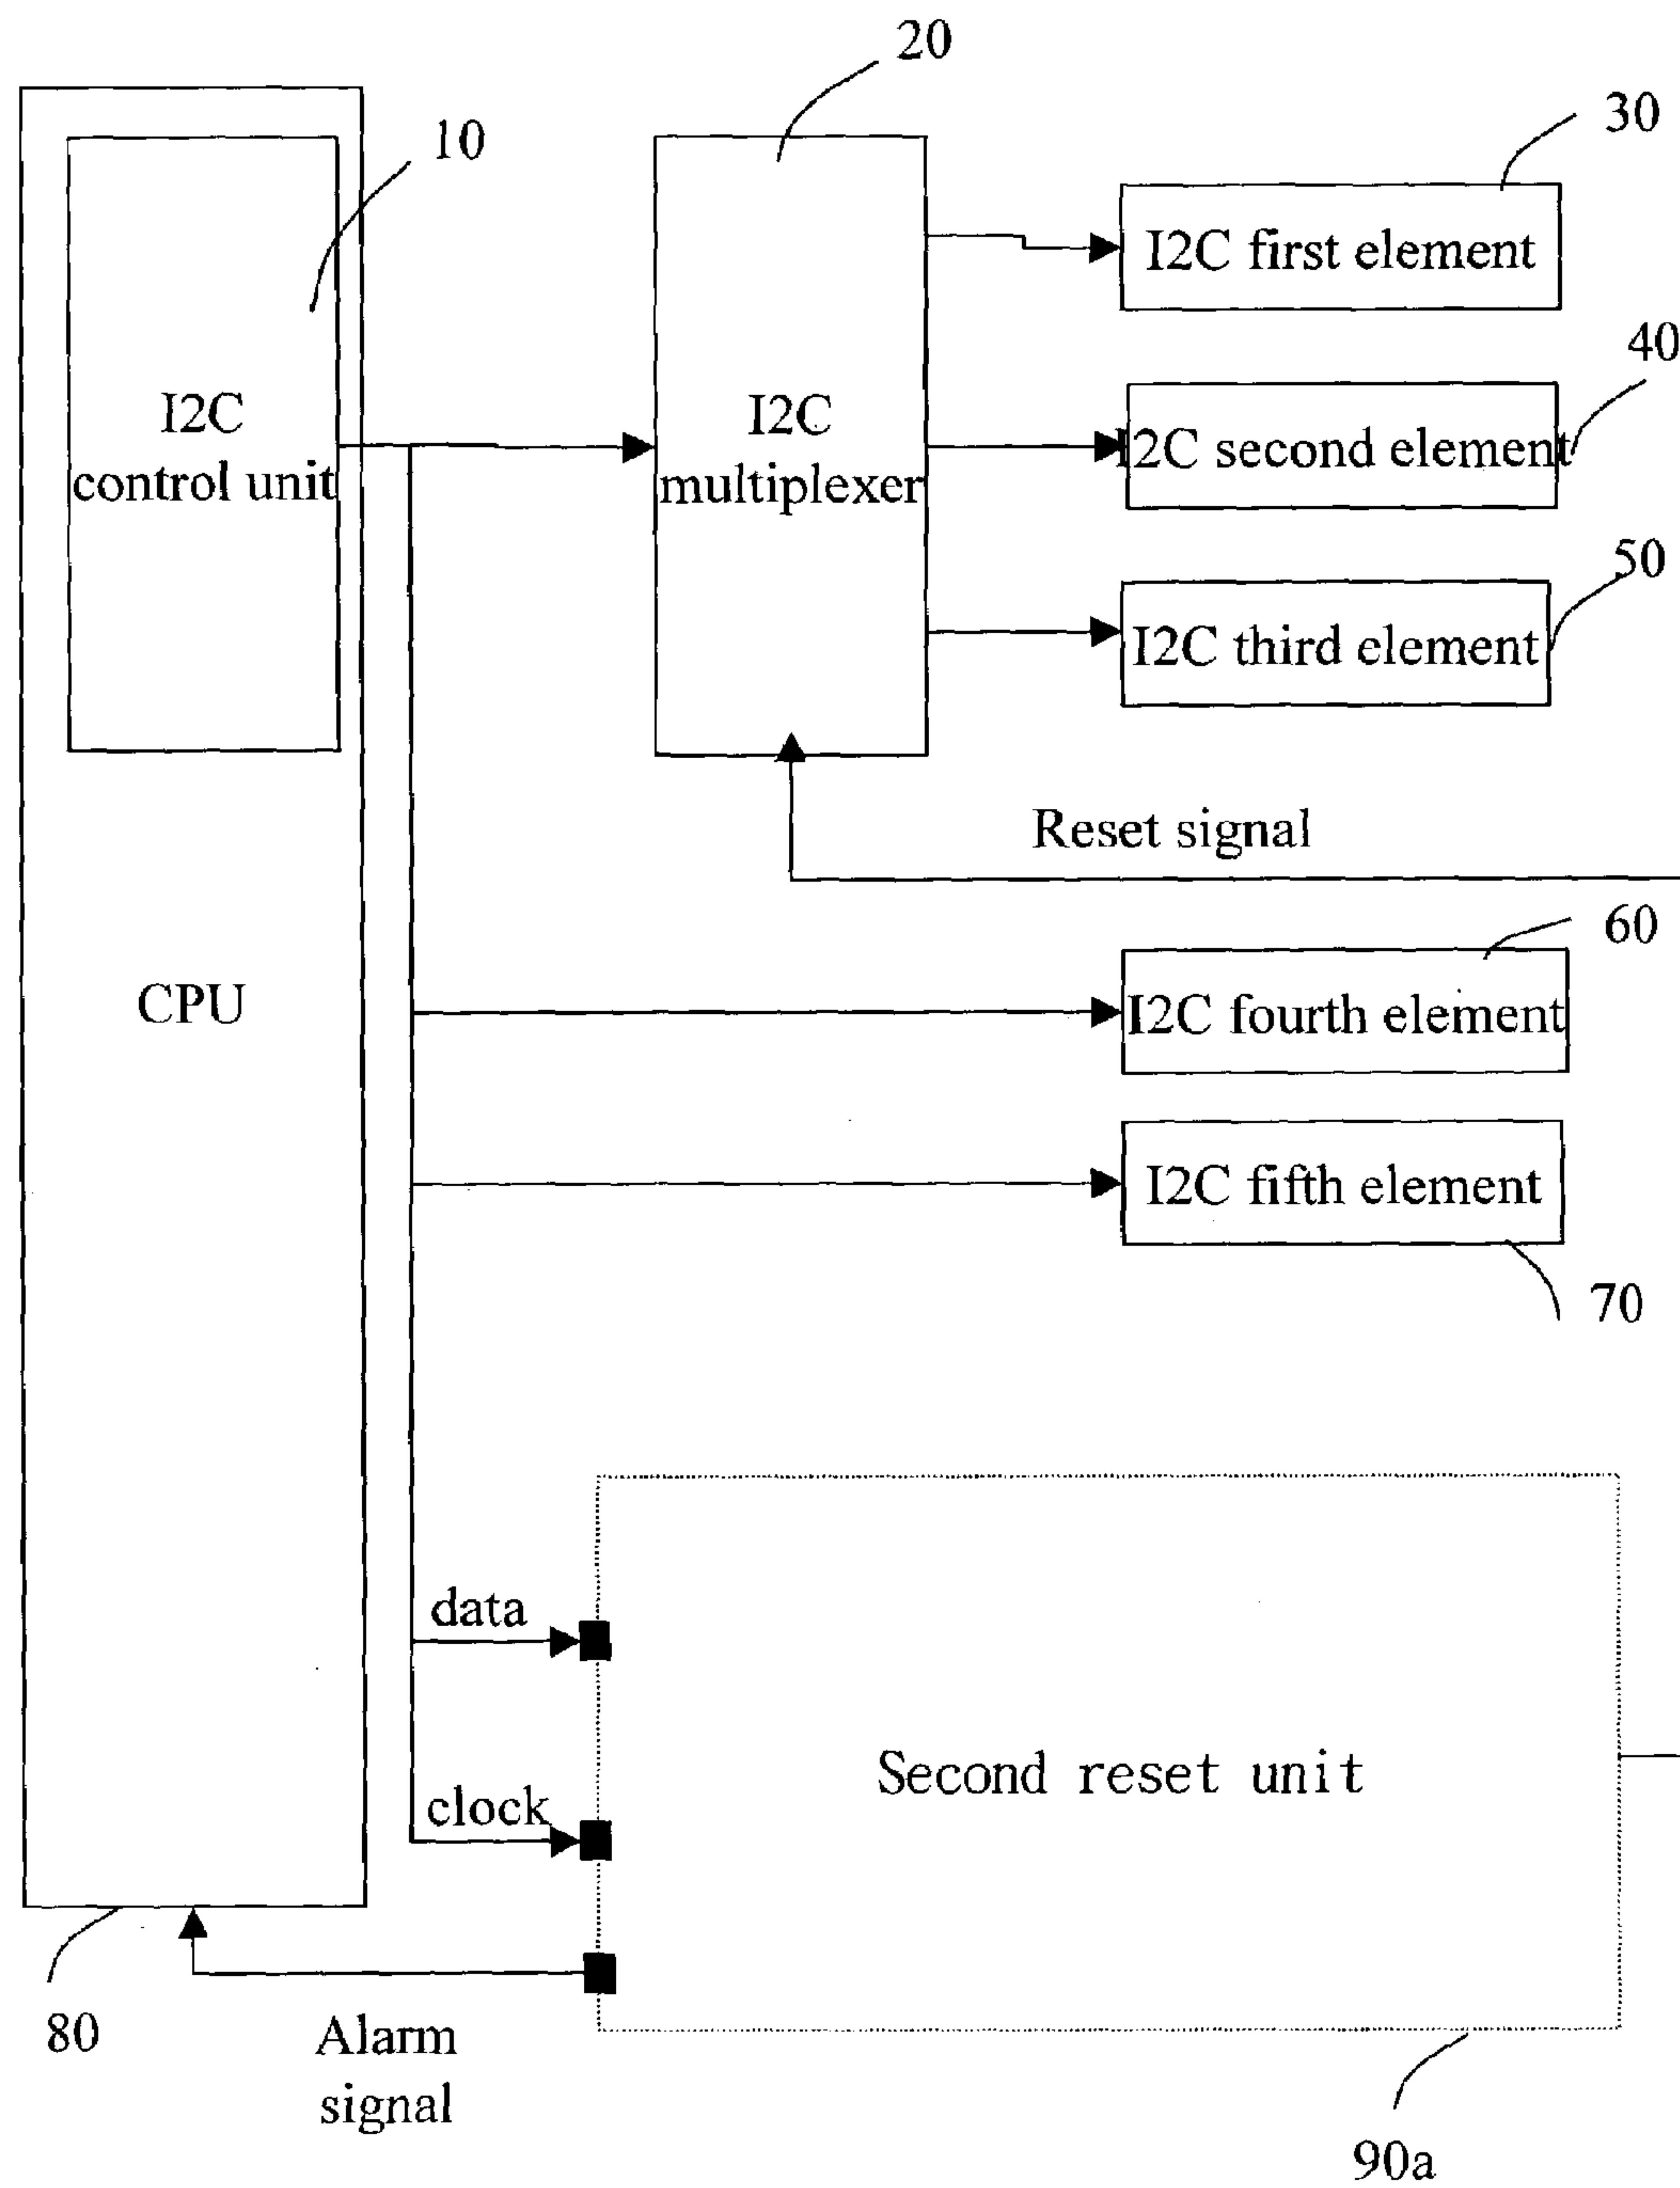 20
30
10
I2C first element
40
I2C
control unit
I2C
multiplexer
I2C second element
50
I2C third element
Reset signal
60
CPU
I2C fourth element
I2C fifth element
70
data
Second reset unit
clock
80
Alarm
signal
90a